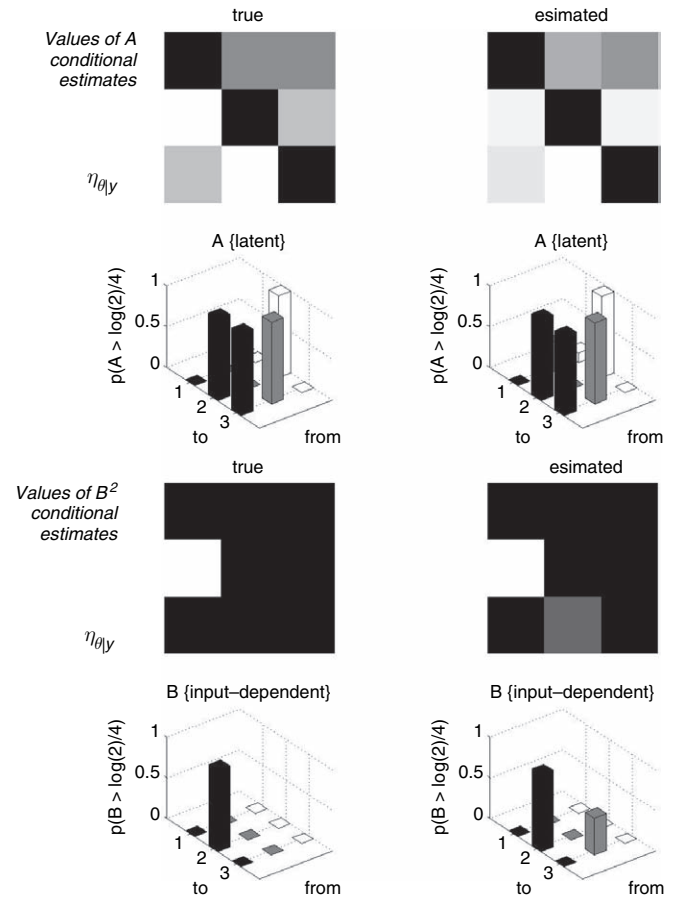 true
esimated
Values of A
conditional
estimates
ηθ|y
A {latent}
A {latent}
p(A > log(2)/4)
1
0.5
0
1
2
3
to
from
p(A > log(2)/4)
1
0.5
0
1
2
3
to
from
true
esimated
Values of B²
conditional
estimates
ηθ|y
B {input–dependent}
B {input–dependent}
p(B > log(2)/4)
1
0.5
0
1
2
3
to
from
p(B > log(2)/4)
1
0.5
0
1
2
3
to
from